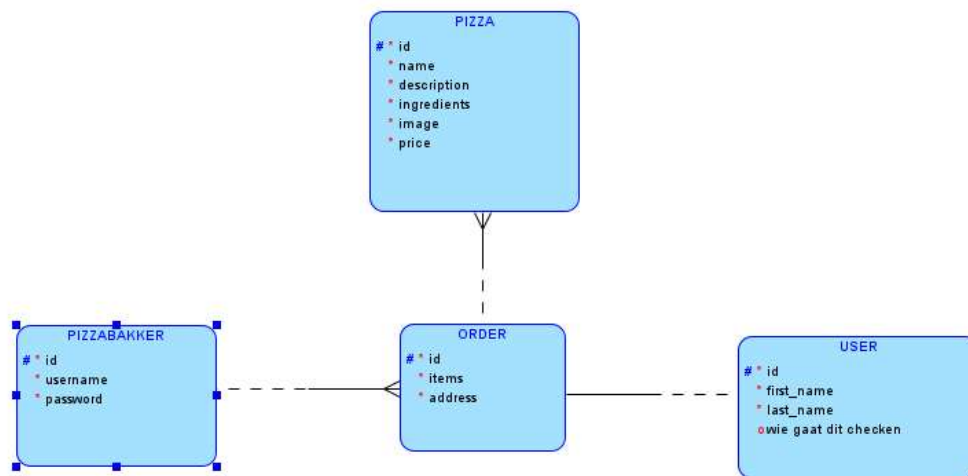 PIZZA
# * id
* name
* description
* ingredients
* image
* price
PIZZABAKKER
# * id
* username
* password
ORDER
# * id
* items
* address
USER
# * id
* first_name
* last_name
o wie gaat dit checken